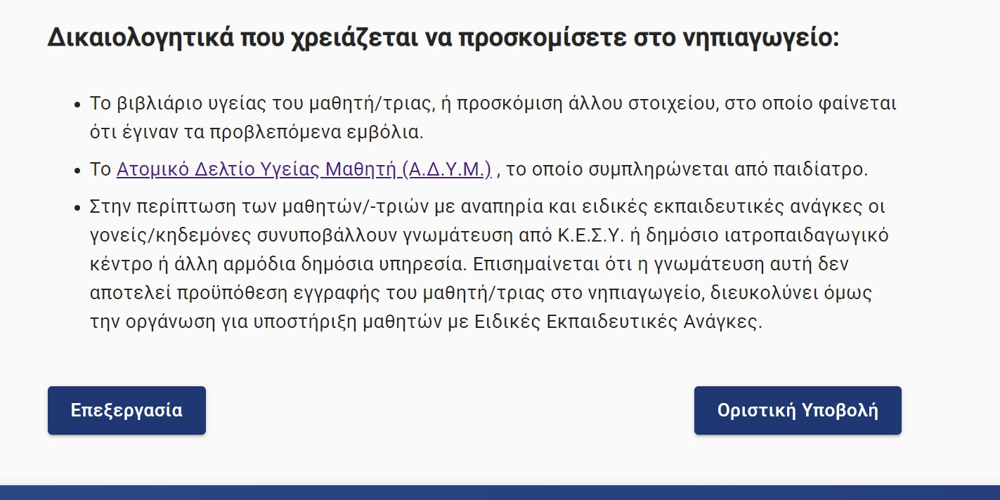 Δικαιολογητικά που χρειάζεται να προσκομίσετε στο νηπιαγωγείο:
• Το βιβλιάριο υγείας του μαθητή/τριας, ή προσκόμιση άλλου στοιχείου, στο οποίο φαίνεται
ότι έγιναν τα προβλεπόμενα εμβόλια.
• Το Ατομικό Δελτίο Υγείας Μαθητή (Α.Δ.Υ.Μ.) , το οποίο συμπληρώνεται από παιδίατρο.
• Στην περίπτωση των μαθητών/-τριών με αναπηρία και ειδικές εκπαιδευτικές ανάγκες οι
γονείς/κηδεμόνες συνυποβάλλουν γνωμάτευση από Κ.Ε.Σ.Υ. ή δημόσιο ιατροπαιδαγωγικό
κέντρο ή άλλη αρμόδια δημόσια υπηρεσία. Επισημαίνεται ότι η γνωμάτευση αυτή δεν
αποτελεί προϋπόθεση εγγραφής του μαθητή/τριας στο νηπιαγωγείο, διευκολύνει όμως
την οργάνωση για υποστήριξη μαθητών με Ειδικές Εκπαιδευτικές Ανάγκες.
Επεξεργασία
Οριστική Υποβολή